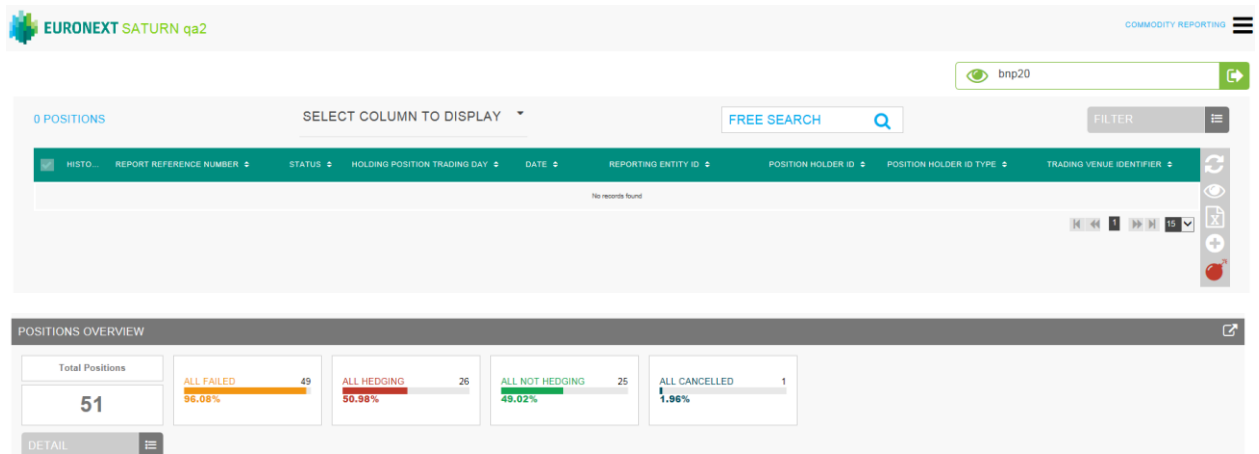 EURONEXT SATURN qa2
COMMODITY REPORTING
bnp20
0 POSITIONS
SELECT COLUMN TO DISPLAY
FREE SEARCH
FILTER
HISTO... REPORT REFERENCE NUMBER STATUS HOLDING POSITION TRADING DAY DATE REPORTING ENTITY ID POSITION HOLDER ID POSITION HOLDER ID TYPE TRADING VENUE IDENTIFIER
No records found
1 15
POSITIONS OVERVIEW
Total Positions
51
ALL FAILED 49
96.08%
ALL HEDGING 26
50.98%
ALL NOT HEDGING 25
49.02%
ALL CANCELLED 1
1.96%
DETAIL